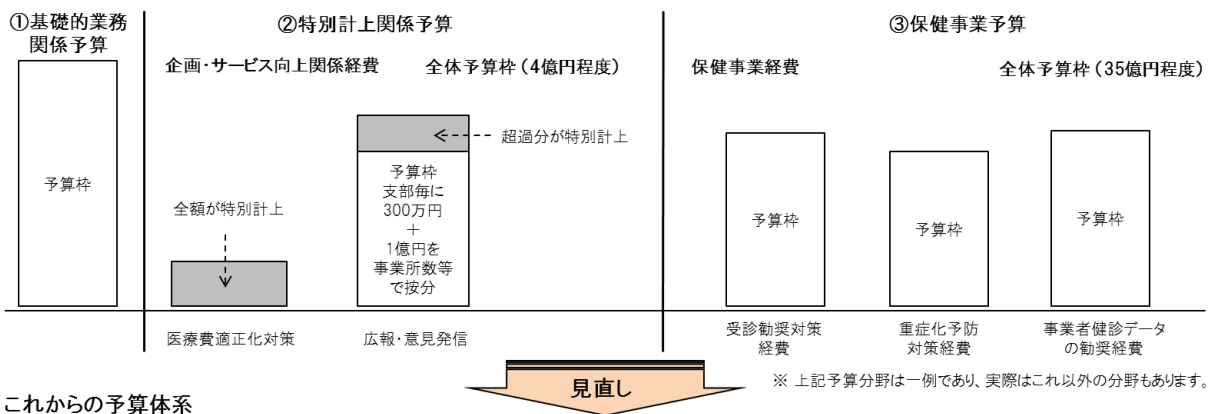 ①基礎的業務
関係予算
予算枠
②特別計上関係予算
企画・サービス向上関係経費
全体予算枠（4億円程度）
全額が特別計上
医療費適正化対策
超過分が特別計上
予算枠
支部毎に
300万円
＋
1億円を
事業所数等
で按分
広報・意見発信
③保健事業予算
保健事業経費
全体予算枠（35億円程度）
予算枠
受診勧奨対策
経費
予算枠
重症化予防
対策経費
予算枠
事業者健診データ
の勧奨経費
見直し
※ 上記予算分野は一例であり、実際はこれ以外の分野もあります。
これからの予算体系